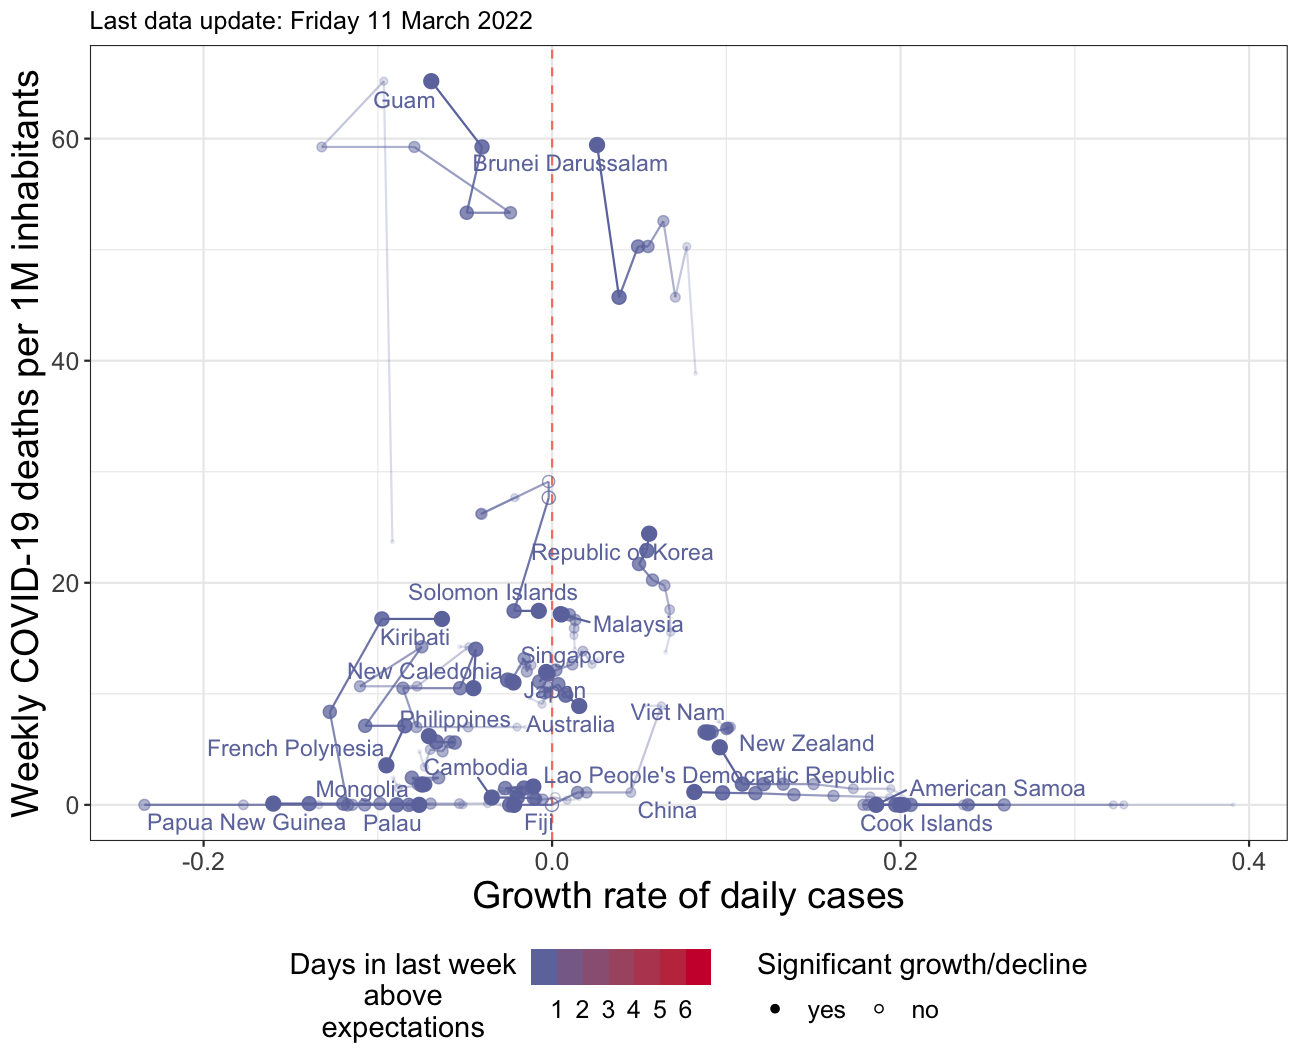 Last data update: Friday 11 March 2022
Weekly COVID-19 deaths per 1M inhabitants
60
40
20
0
Guam
Brunei Darussalam
Republic of Korea
Solomon Islands
Malaysia
Kiribati
Singapore
New Caledonia
Japan
Viet Nam
Philippines
Australia
French Polynesia
New Zealand
Cambodia
Lao People's Democratic Republic
Mongolia
American Samoa
China
Papua New Guinea
Palau
Fiji
Cook Islands
-0.2
0.0
0.2
0.4
Growth rate of daily cases
Days in last week
above
expectations
1 2 3 4 5 6
Significant growth/decline
yes
no